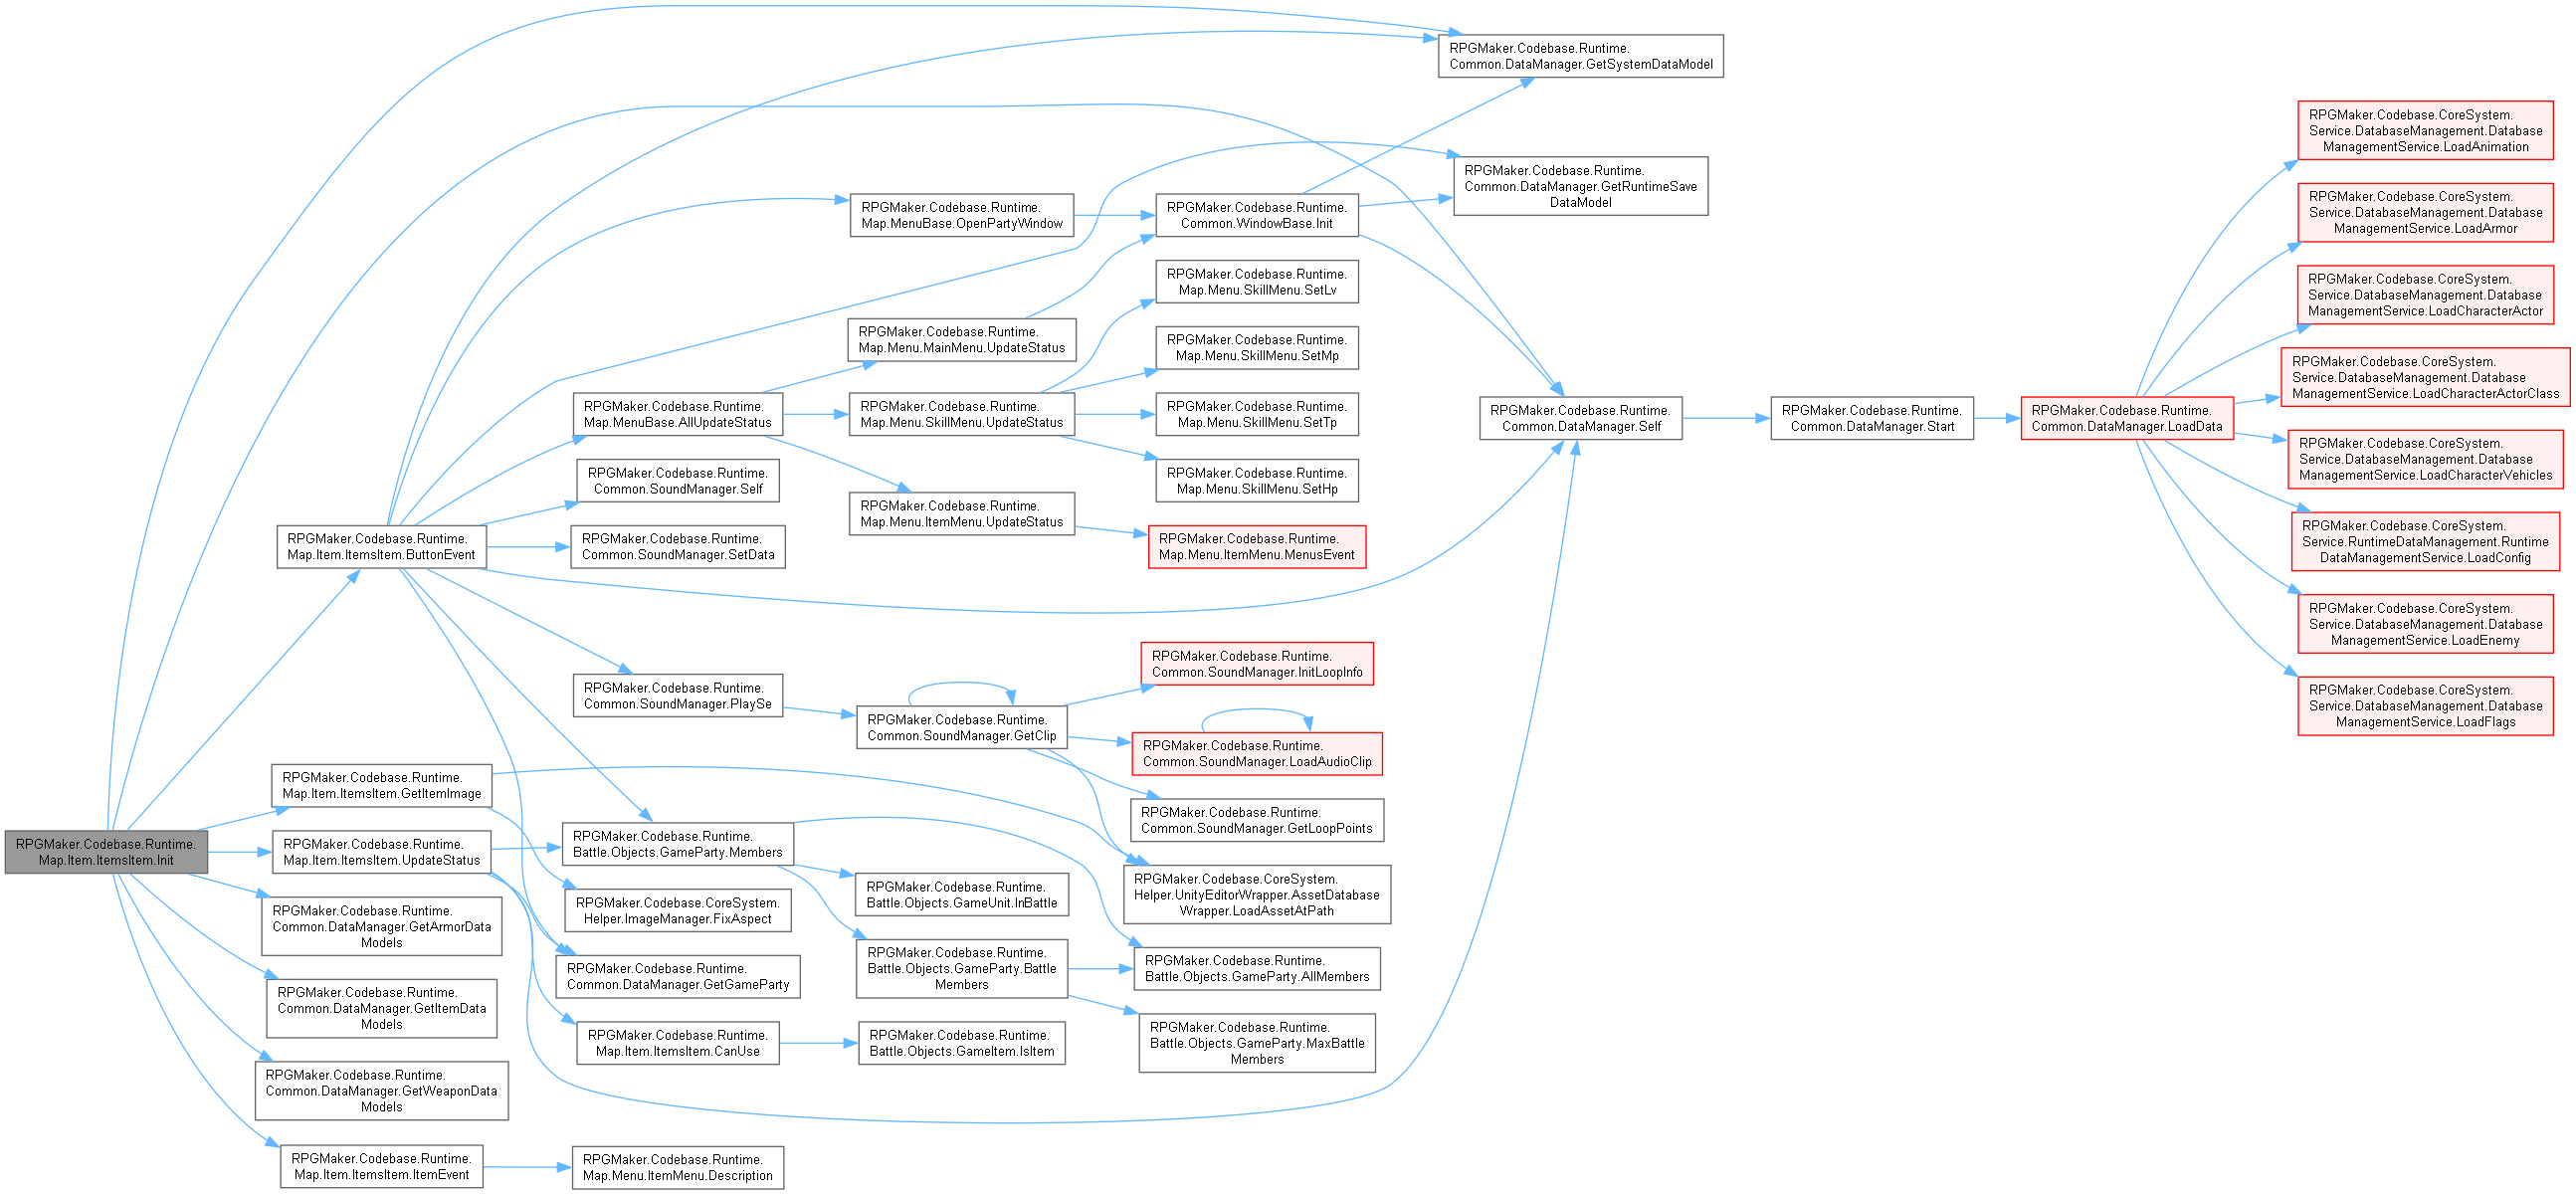 RPGMaker.Codebase.Runtime.
Map.Item.ItemsItem.Init
RPGMaker.Codebase.Runtime.
Map.Item.ItemsItem.ButtonEvent
RPGMaker.Codebase.Runtime.
Map.Item.ItemsItem.GetItemImage
RPGMaker.Codebase.Runtime.
Map.Item.ItemsItem.UpdateStatus
RPGMaker.Codebase.Runtime.
Common.DataManager.GetArmorData
Models
RPGMaker.Codebase.Runtime.
Common.DataManager.GetItemData
Models
RPGMaker.Codebase.Runtime.
Common.DataManager.GetWeaponData
Models
RPGMaker.Codebase.Runtime.
Map.Item.ItemsItem.ItemEvent
RPGMaker.Codebase.Runtime.
Map.MenuBase.AllUpdateStatus
RPGMaker.Codebase.Runtime.
Common.SoundManager.Self
RPGMaker.Codebase.Runtime.
Common.SoundManager.SetData
RPGMaker.Codebase.Runtime.
Common.SoundManager.PlaySe
RPGMaker.Codebase.Runtime.
Battle.Objects.GameParty.Members
RPGMaker.Codebase.CoreSystem.
Helper.ImageManager.FixAspect
RPGMaker.Codebase.Runtime.
Common.DataManager.GetGameParty
RPGMaker.Codebase.Runtime.
Map.Item.ItemsItem.CanUse
RPGMaker.Codebase.Runtime.
Map.Menu.ItemMenu.Description
RPGMaker.Codebase.Runtime.
Map.MenuBase.OpenPartyWindow
RPGMaker.Codebase.Runtime.
Map.Menu.MainMenu.UpdateStatus
RPGMaker.Codebase.Runtime.
Map.Menu.SkillMenu.UpdateStatus
RPGMaker.Codebase.Runtime.
Map.Menu.ItemMenu.UpdateStatus
RPGMaker.Codebase.Runtime.
Common.SoundManager.GetClip
RPGMaker.Codebase.Runtime.
Battle.Objects.GameUnit.InBattle
RPGMaker.Codebase.Runtime.
Battle.Objects.GameParty.Battle
Members
RPGMaker.Codebase.Runtime.
Battle.Objects.GameItem.IsItem
RPGMaker.Codebase.Runtime.
Common.WindowBase.Init
RPGMaker.Codebase.Runtime.
Map.Menu.SkillMenu.SetLv
RPGMaker.Codebase.Runtime.
Map.Menu.SkillMenu.SetMp
RPGMaker.Codebase.Runtime.
Map.Menu.SkillMenu.SetTp
RPGMaker.Codebase.Runtime.
Map.Menu.SkillMenu.SetHp
RPGMaker.Codebase.Runtime.
Map.Menu.ItemMenu.MenusEvent
RPGMaker.Codebase.Runtime.
Common.SoundManager.InitLoopInfo
RPGMaker.Codebase.Runtime.
Common.SoundManager.LoadAudioClip
RPGMaker.Codebase.Runtime.
Common.SoundManager.GetLoopPoints
RPGMaker.Codebase.CoreSystem.
Helper.UnityEditorWrapper.AssetDatabase
Wrapper.LoadAssetAtPath
RPGMaker.Codebase.Runtime.
Battle.Objects.GameParty.AllMembers
RPGMaker.Codebase.Runtime.
Battle.Objects.GameParty.MaxBattle
Members
RPGMaker.Codebase.Runtime.
Common.DataManager.GetSystemDataModel
RPGMaker.Codebase.Runtime.
Common.DataManager.GetRuntimeSave
DataModel
RPGMaker.Codebase.Runtime.
Common.DataManager.Self
RPGMaker.Codebase.Runtime.
Common.DataManager.Start
RPGMaker.Codebase.Runtime.
Common.DataManager.LoadData
RPGMaker.Codebase.CoreSystem.
Service.DatabaseManagement.Database
ManagementService.LoadAnimation
RPGMaker.Codebase.CoreSystem.
Service.DatabaseManagement.Database
ManagementService.LoadArmor
RPGMaker.Codebase.CoreSystem.
Service.DatabaseManagement.Database
ManagementService.LoadCharacterActor
RPGMaker.Codebase.CoreSystem.
Service.DatabaseManagement.Database
ManagementService.LoadCharacterActorClass
RPGMaker.Codebase.CoreSystem.
Service.DatabaseManagement.Database
ManagementService.LoadCharacterVehicles
RPGMaker.Codebase.CoreSystem.
Service.RuntimeDataManagement.Runtime
DataManagementService.LoadConfig
RPGMaker.Codebase.CoreSystem.
Service.DatabaseManagement.Database
ManagementService.LoadEnemy
RPGMaker.Codebase.CoreSystem.
Service.DatabaseManagement.Database
ManagementService.LoadFlags